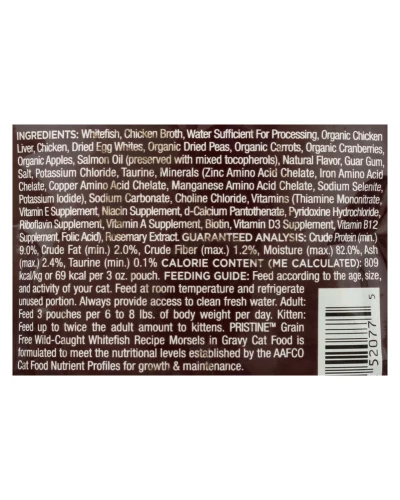 INGREDIENTS: Whitefish, Chicken Broth, Water Sufficient For Processing, Organic Chicken
Liver, Chicken, Dried Egg Whites, Organic Dried Peas, Organic Carrots, Organic Cranberries,
Organic Apples, Salmon Oil (preserved with mixed tocopherols), Natural Flavor, Guar Gum,
Salt, Potassium Chloride, Taurine, Minerals (Zinc Amino Acid Chelate, Iron Amino Acid
Chelate, Copper Amino Acid Chelate, Manganese Amino Acid Chelate, Sodium Selenite,
Potassium Iodide), Sodium Carbonate, Choline Chloride, Vitamins (Thiamine Mononitrate,
Vitamin E Supplement, Niacin Supplement, d-Calcium Pantothenate, Pyridoxine Hydrochloride,
Riboflavin Supplement, Vitamin A Supplement, Biotin, Vitamin D3 Supplement, Vitamin B12
Supplement, Folic Acid), Rosemary Extract. GUARANTEED ANALYSIS: Crude Protein (min.)
9.0%, Crude Fat (min.) 2.0%, Crude Fiber (max.) 1.2%, Moisture (max.) 82.0%, Ash
(max.) 2.4%, Taurine (min.) 0.1% CALORIE CONTENT (ME CALCULATED): 809
kcal/kg or 69 kcal per 3 oz. pouch. FEEDING GUIDE: Feed according to the age, size,
and activity of your cat. Feed at room temperature and refrigerate
unused portion. Always provide access to clean fresh water. Adult:
Feed 3 pouches per 6 to 8 lbs. of body weight per day. Kitten:
Feed up to twice the adult amount to kittens. PRISTINE™ Grain
Free Wild-Caught Whitefish Recipe Morsels in Gravy Cat Food is
formulated to meet the nutritional levels established by the AAFCO
Cat Food Nutrient Profiles for growth & maintenance.
52077 5